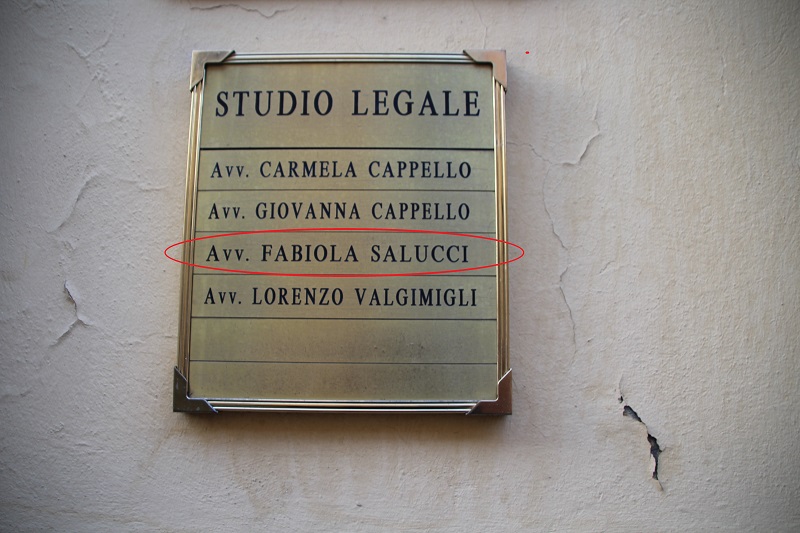 STUDIO LEGALE
Avv. CARMELA CAPPELLO
Avv. GIOVANNA CAPPELLO
Avv. FABIOLA SALUCCI
Avv. LORENZO VALGIMIGLI